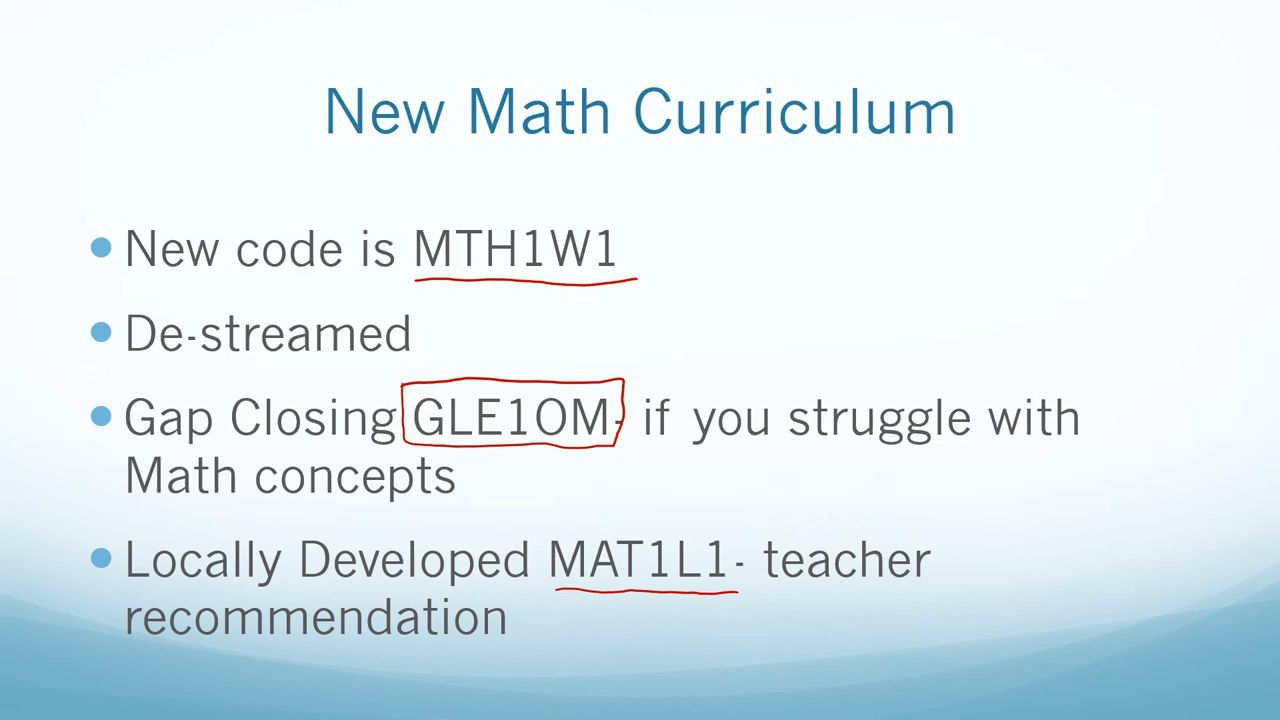 New Math Curriculum
• New code is MTH1W1
• De-streamed
• Gap Closing GLE1OM- if you struggle with
Math concepts
• Locally Developed MAT1L1- teacher
recommendation